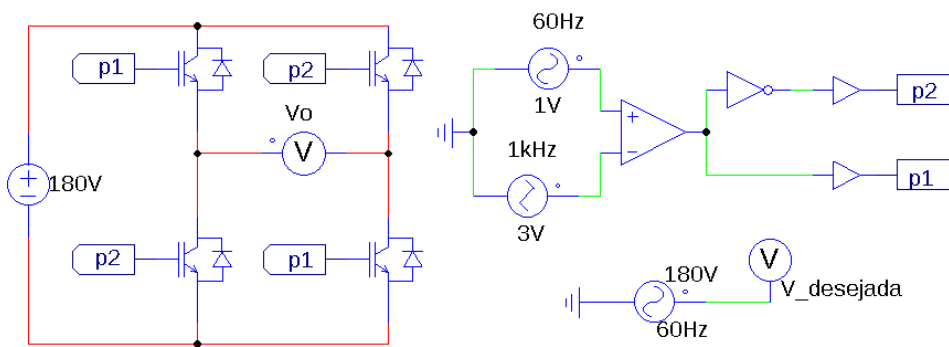 60Hz
p1
p2
p2
Vo
1V
+
V
1kHz
−
+
−
180V
p1
3V
p2
p1
180V
V
V_desejada
60Hz